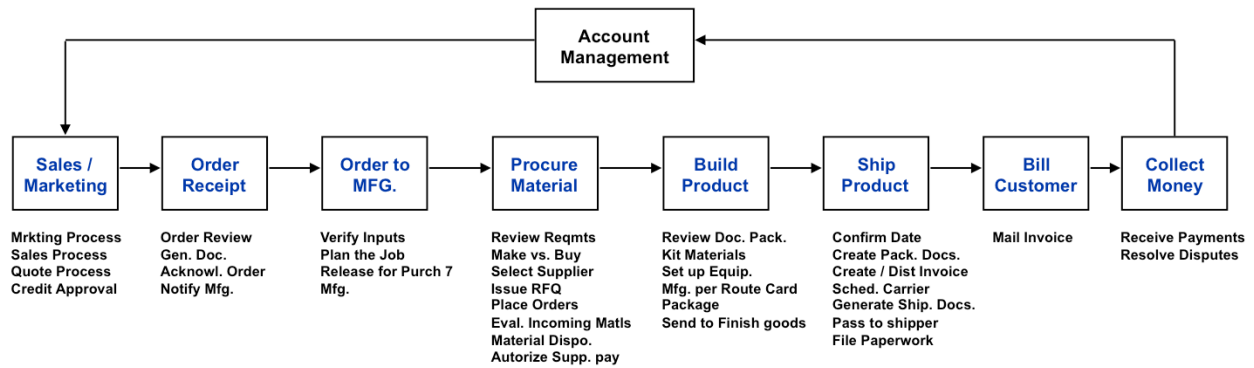 Account
Management
Sales /
Marketing
Order
Receipt
Order to
MFG.
Procure
Material
Build
Product
Ship
Product
Bill
Customer
Collect
Money
Mrkting Process
Sales Process
Quote Process
Credit Approval
Order Review
Gen. Doc.
Acknowl. Order
Notify Mfg.
Verify Inputs
Plan the Job
Release for Purch 7
Mfg.
Review Reqmts
Make vs. Buy
Select Supplier
Issue RFQ
Place Orders
Eval. Incoming Matls
Material Dispo.
Autorize Supp. pay
Review Doc. Pack.
Kit Materials
Set up Equip.
Mfg. per Route Card
Package
Send to Finish goods
Confirm Date
Create Pack. Docs.
Create / Dist Invoice
Sched. Carrier
Generate Ship. Docs.
Pass to shipper
File Paperwork
Mail Invoice
Receive Payments
Resolve Disputes